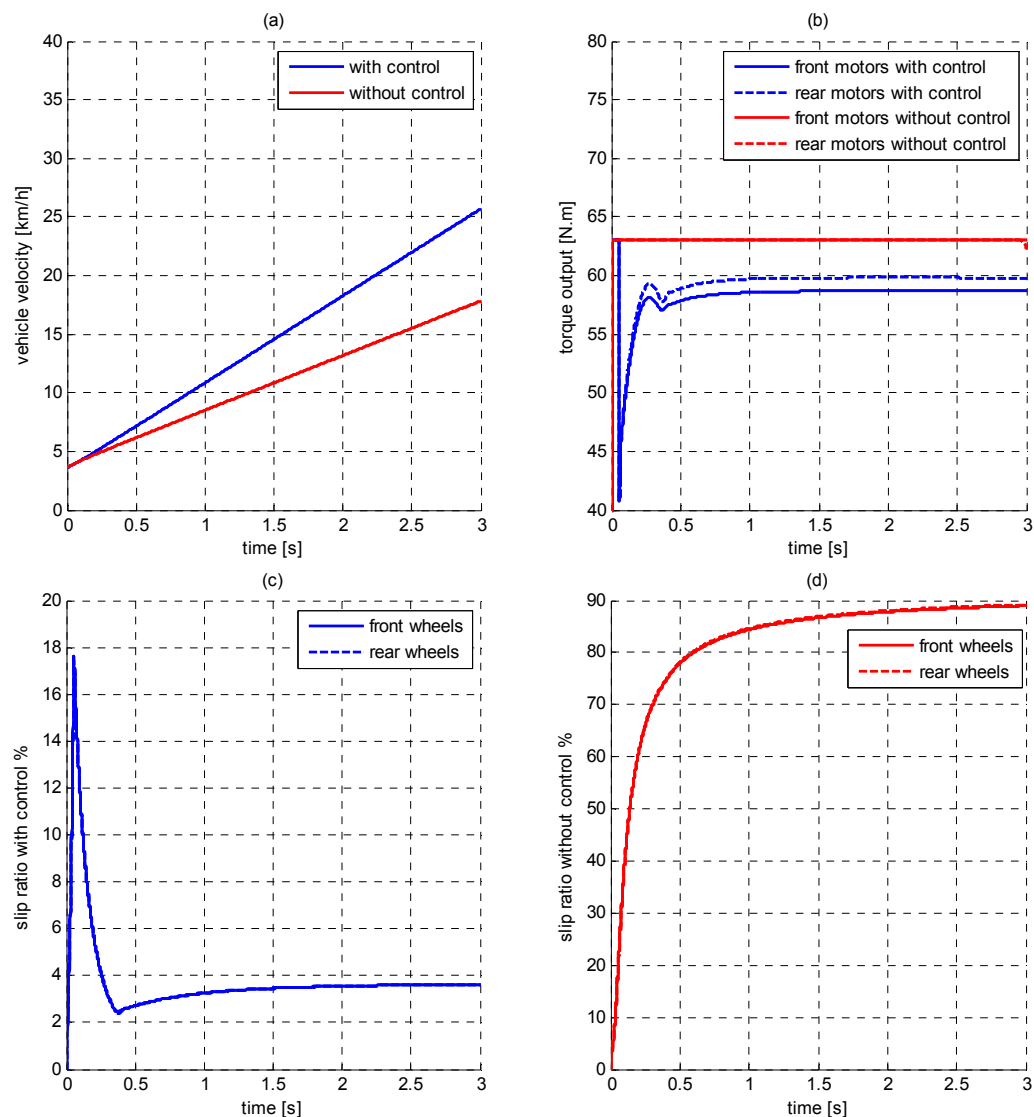 (a)
40
35
30
25
20
15
10
5
0
vehicle velocity [km/h]
with control
without control
0 0.5 1 1.5 2 2.5 3
time [s]
(b)
80
75
70
65
60
55
50
45
40
torque output [N.m]
front motors with control
rear motors with control
front motors without control
rear motors without control
0 0.5 1 1.5 2 2.5 3
time [s]
(c)
20
18
16
14
12
10
8
6
4
2
0
slip ratio with control %
front wheels
rear wheels
0 0.5 1 1.5 2 2.5 3
time [s]
(d)
90
80
70
60
50
40
30
20
10
0
slip ratio without control %
front wheels
rear wheels
0 0.5 1 1.5 2 2.5 3
time [s]